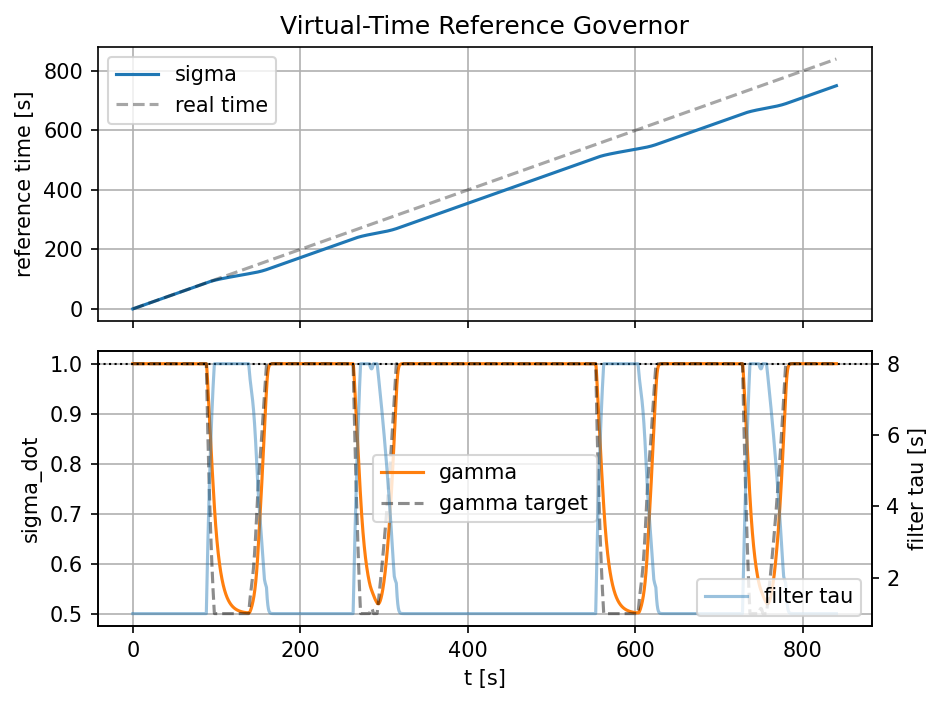 Virtual-Time Reference Governor
reference time [s]
800
600
400
200
0
sigma
real time
sigma_dot
1.0
0.9
0.8
0.7
0.6
0.5
gamma
gamma target
filter tau
8
6
4
2
filter tau [s]
0
200
400
600
800
t [s]